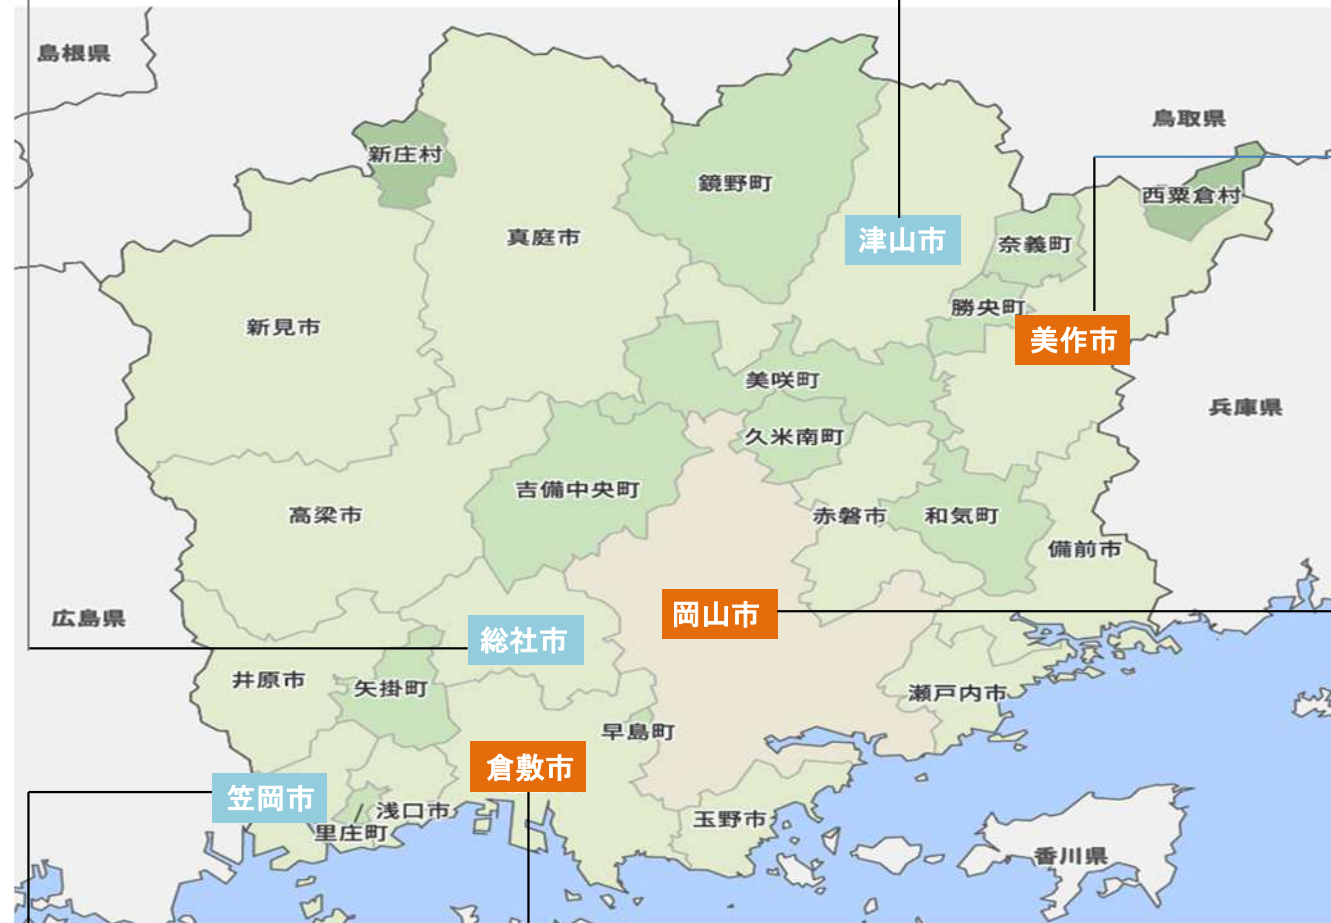 島根県
鳥取県
新庄村
鏡野町
西粟倉村
真庭市
津山市
奈義町
勝央町
新見市
美作市
美咲町
兵庫県
久米南町
吉備中央町
高梁市
赤磐市
和気町
備前市
岡山市
広島県
総社市
井原市
矢掛町
瀬戸内市
早島町
倉敷市
笠岡市
浅口市
里庄町
玉野市
香川県